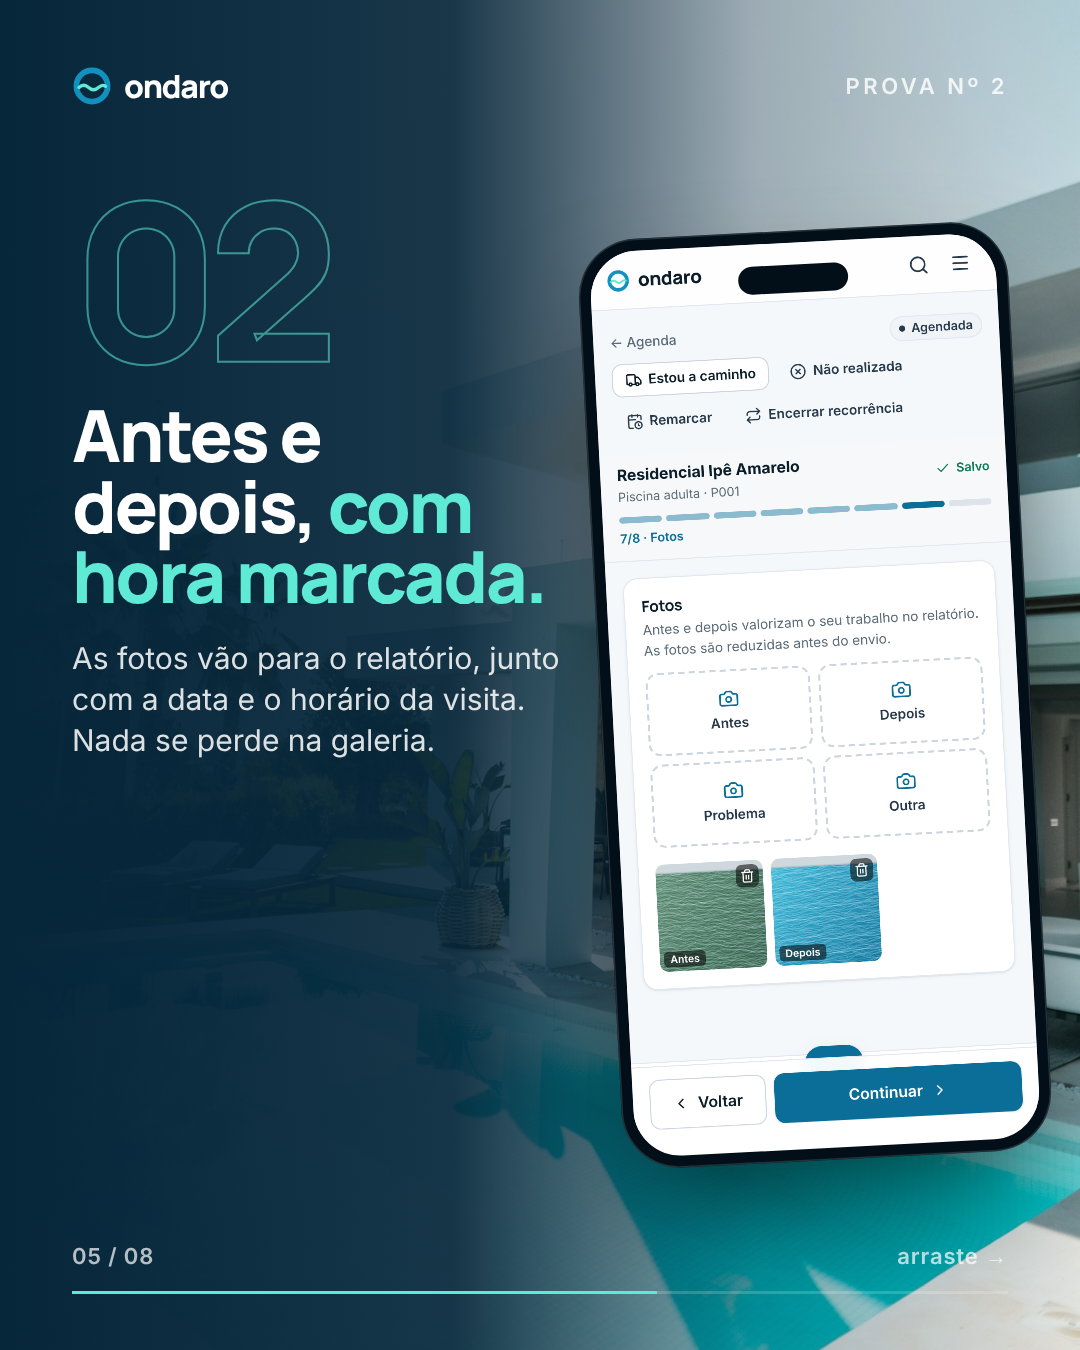 ondaro
PROVA Nº 2
02
Antes e
depois, com
hora marcada.
As fotos vão para o relatório, junto
com a data e o horário da visita.
Nada se perde na galeria.
ondaro
← Agenda
Agendada
Estou a caminho
Não realizada
Remarcar
Encerrar recorrência
Residencial Ipê Amarelo
Salvo
Piscina adulta · P001
7/8 · Fotos
Fotos
Antes e depois valorizam o seu trabalho no relatório.
As fotos são reduzidas antes do envio.
Antes
Depois
Problema
Outra
Antes
Depois
Voltar
Continuar
05 / 08
arraste →